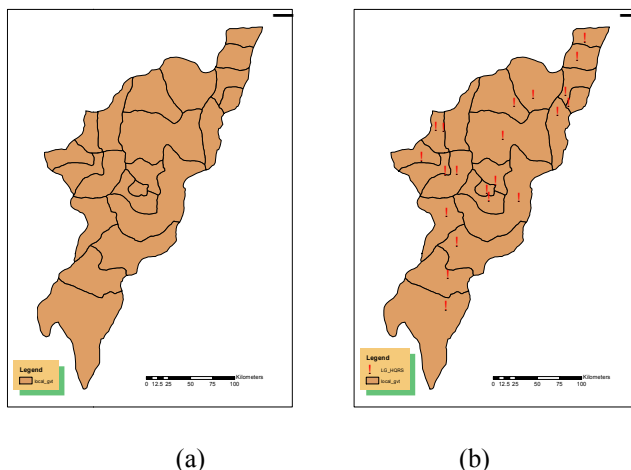 Legend
local_gvt
Kilometers
0 12.5 25 50 75 100
Legend
! LG_HQRS
local_gvt
Kilometers
0 12.5 25 50 75 100
(a) (b)